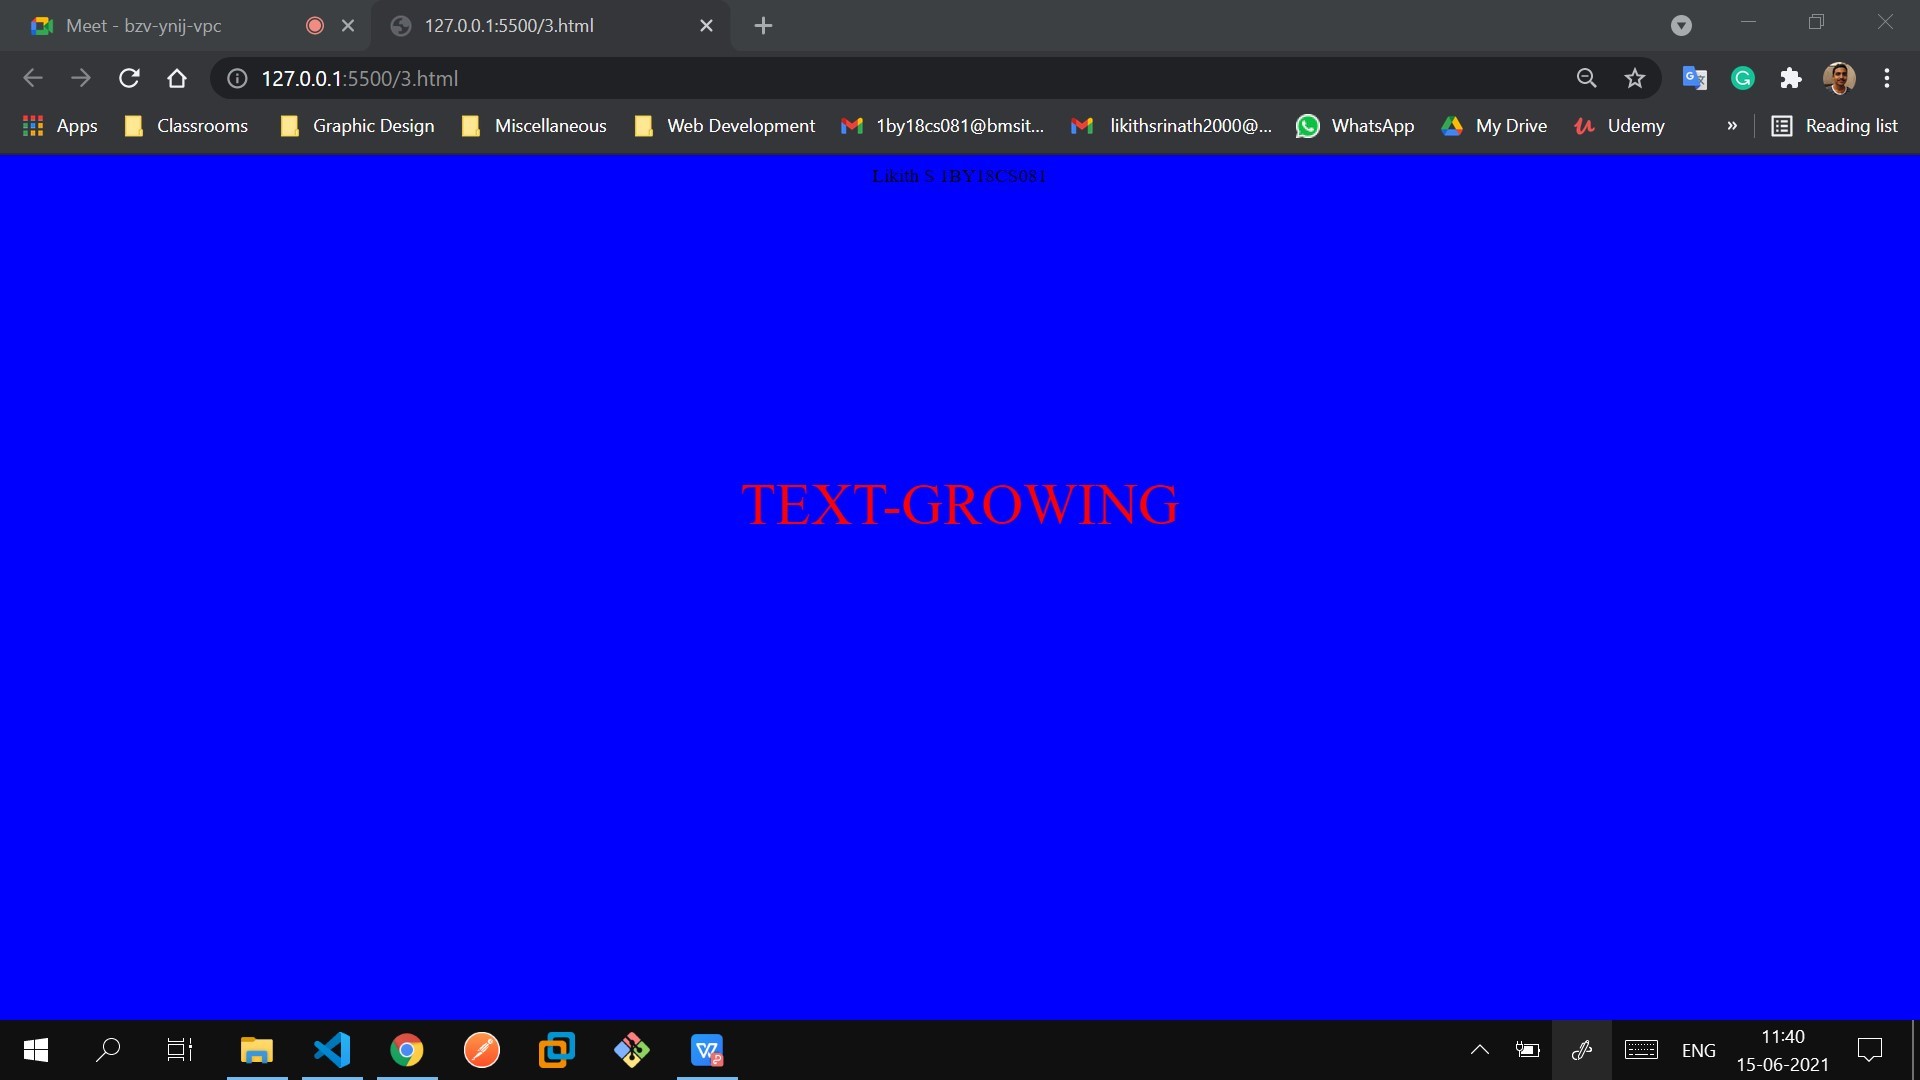 Meet - bzv-ynij-vpc
127.0.0.1:5500/3.html
127.0.0.1:5500/3.html
Apps Classrooms Graphic Design Miscellaneous Web Development 1by18cs081@bmsit... likithsrinath2000@... WhatsApp My Drive Udemy » Reading list
Likith S 1BY18CS081
TEXT-GROWING
ENG
11:40
15-06-2021